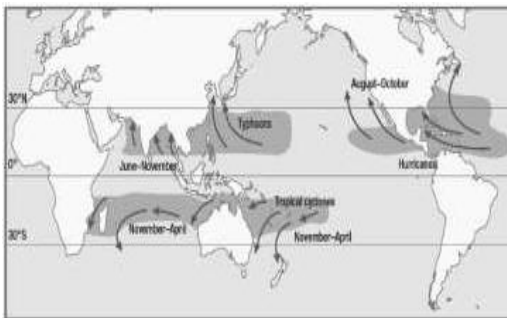 August–October
30°N
Typhoons
June–November
Hurricanes
0°
Tropical cyclones
November–April
November–April
30°S